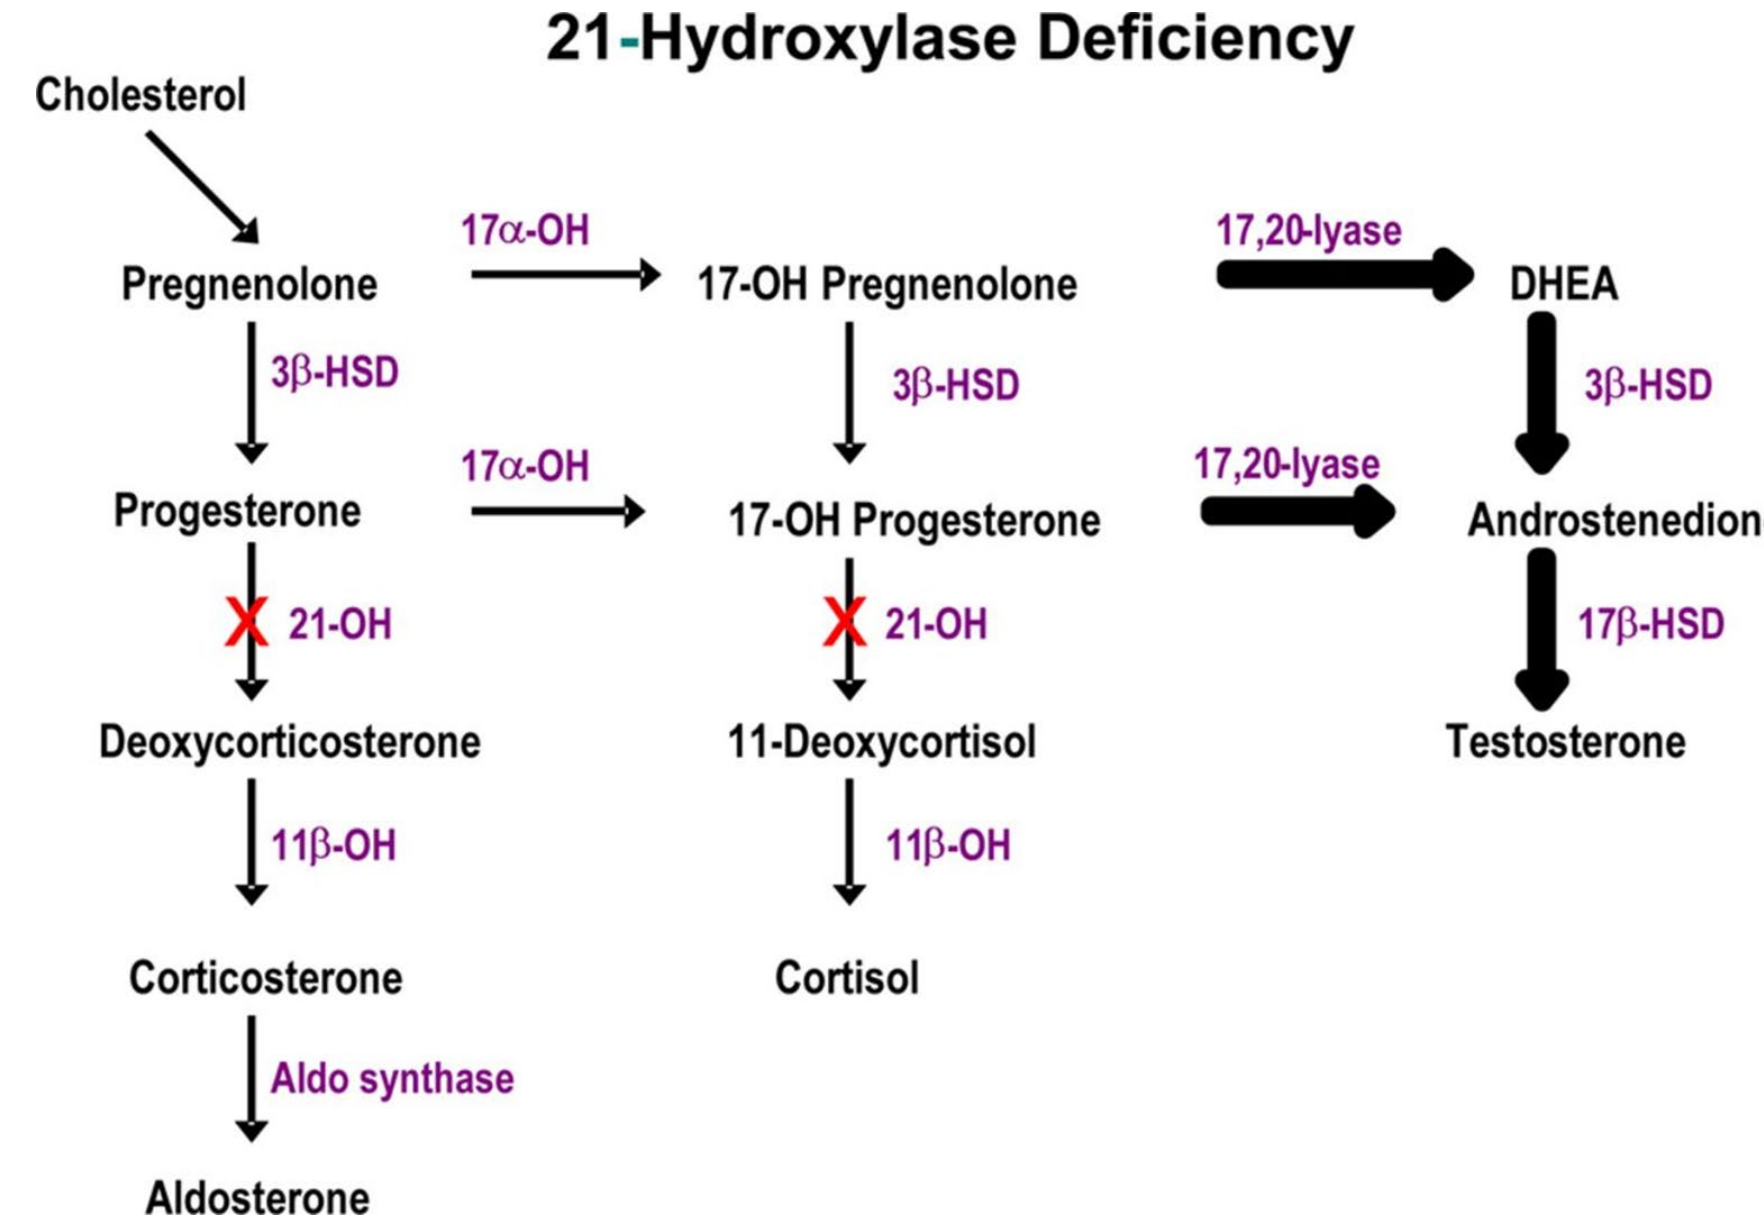 21-Hydroxylase Deficiency
Cholesterol
17α-OH
17,20-lyase
Pregnenolone
17-OH Pregnenolone
DHEA
3β-HSD
3β-HSD
3β-HSD
17α-OH
17,20-lyase
Progesterone
17-OH Progesterone
Androstenedion
X 21-OH
X 21-OH
17β-HSD
Deoxycorticosterone
11-Deoxycortisol
Testosterone
11β-OH
11β-OH
Corticosterone
Cortisol
Aldo synthase
Aldosterone